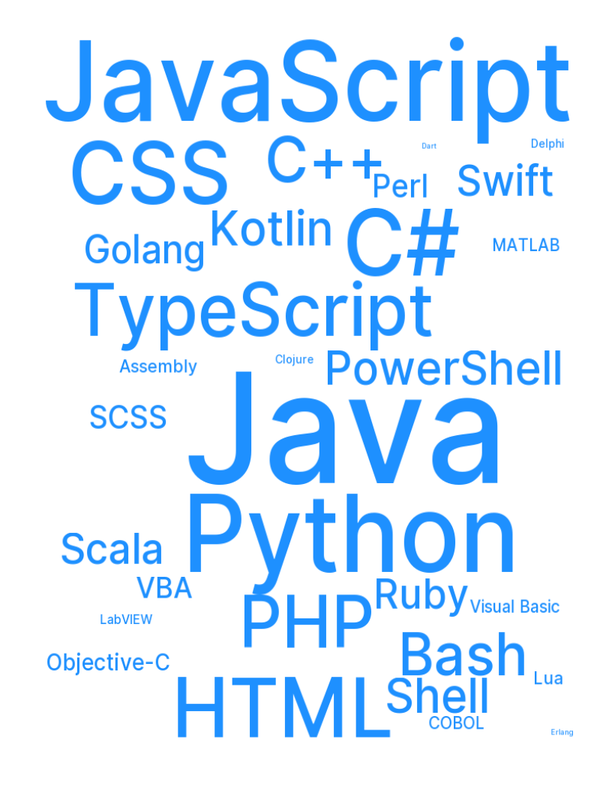 JavaScript
CSS
C++
Dart
Delphi
Perl
Swift
Golang
Kotlin
C#
MATLAB
TypeScript
Assembly
Clojure
PowerShell
SCSS
Java
Python
Scala
VBA
Ruby
Visual Basic
LabVIEW
PHP
Objective-C
Bash
Lua
HTML
Shell
COBOL
Erlang